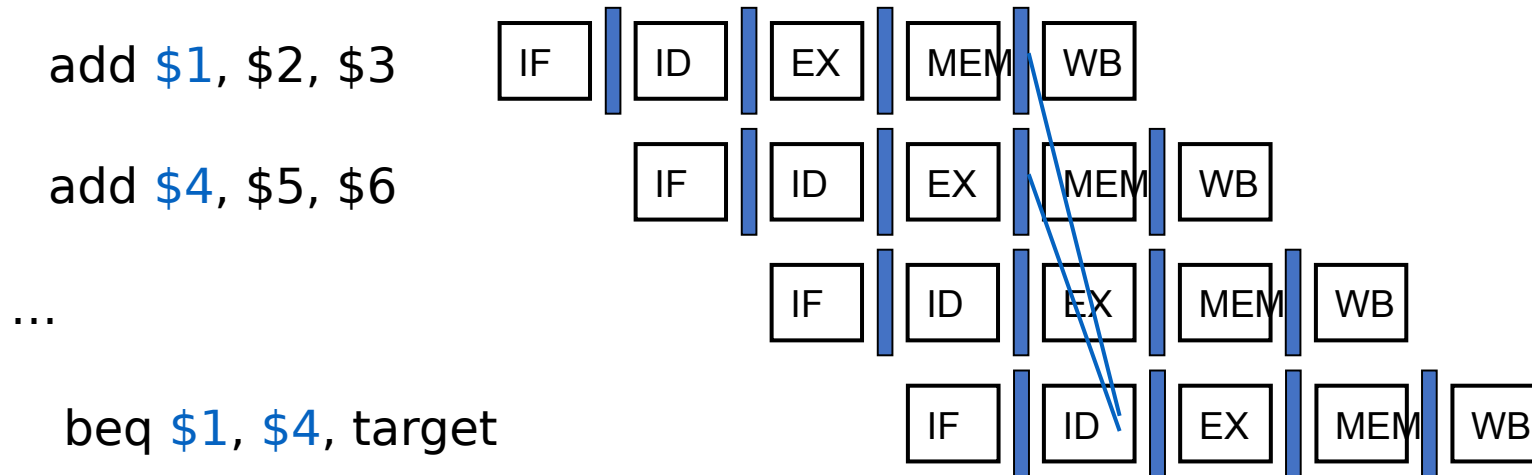 add $1, $2, $3 IF ID EX MEM WB
add $4, $5, $6 IF ID EX MEM WB
... IF ID EX MEM WB
beq $1, $4, target IF ID EX MEM WB